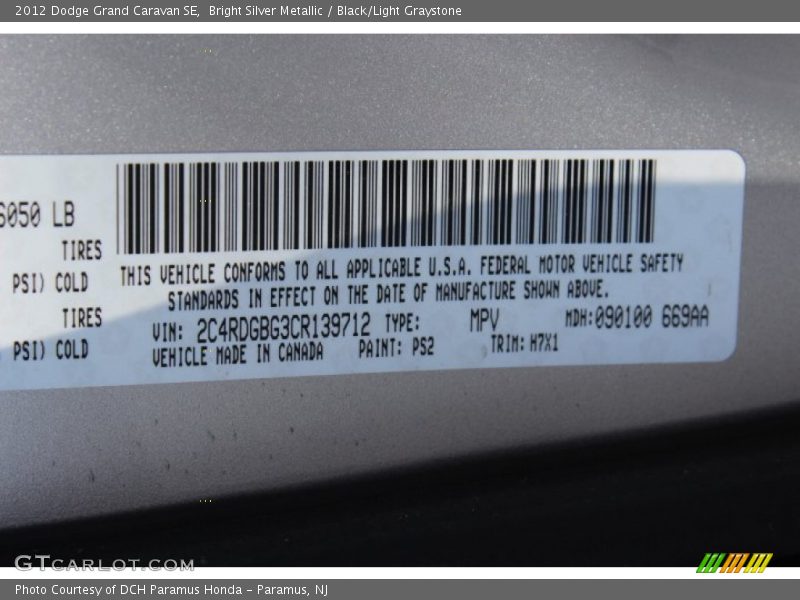 2012 Dodge Grand Caravan SE,  Bright Silver Metallic / Black/Light Graystone
6050 LB
TIRES
PSI) COLD
TIRES
PSI) COLD
THIS VEHICLE CONFORMS TO ALL APPLICABLE U.S.A. FEDERAL MOTOR VEHICLE SAFETY
STANDARDS IN EFFECT ON THE DATE OF MANUFACTURE SHOWN ABOVE.
VIN: 2C4RDGBG3CR139712 TYPE: MPV MDH:090100 669AA
VEHICLE MADE IN CANADA PAINT: PS2 TRIM: H7X1
GTCARLOT.COM
Photo Courtesy of DCH Paramus Honda - Paramus, NJ